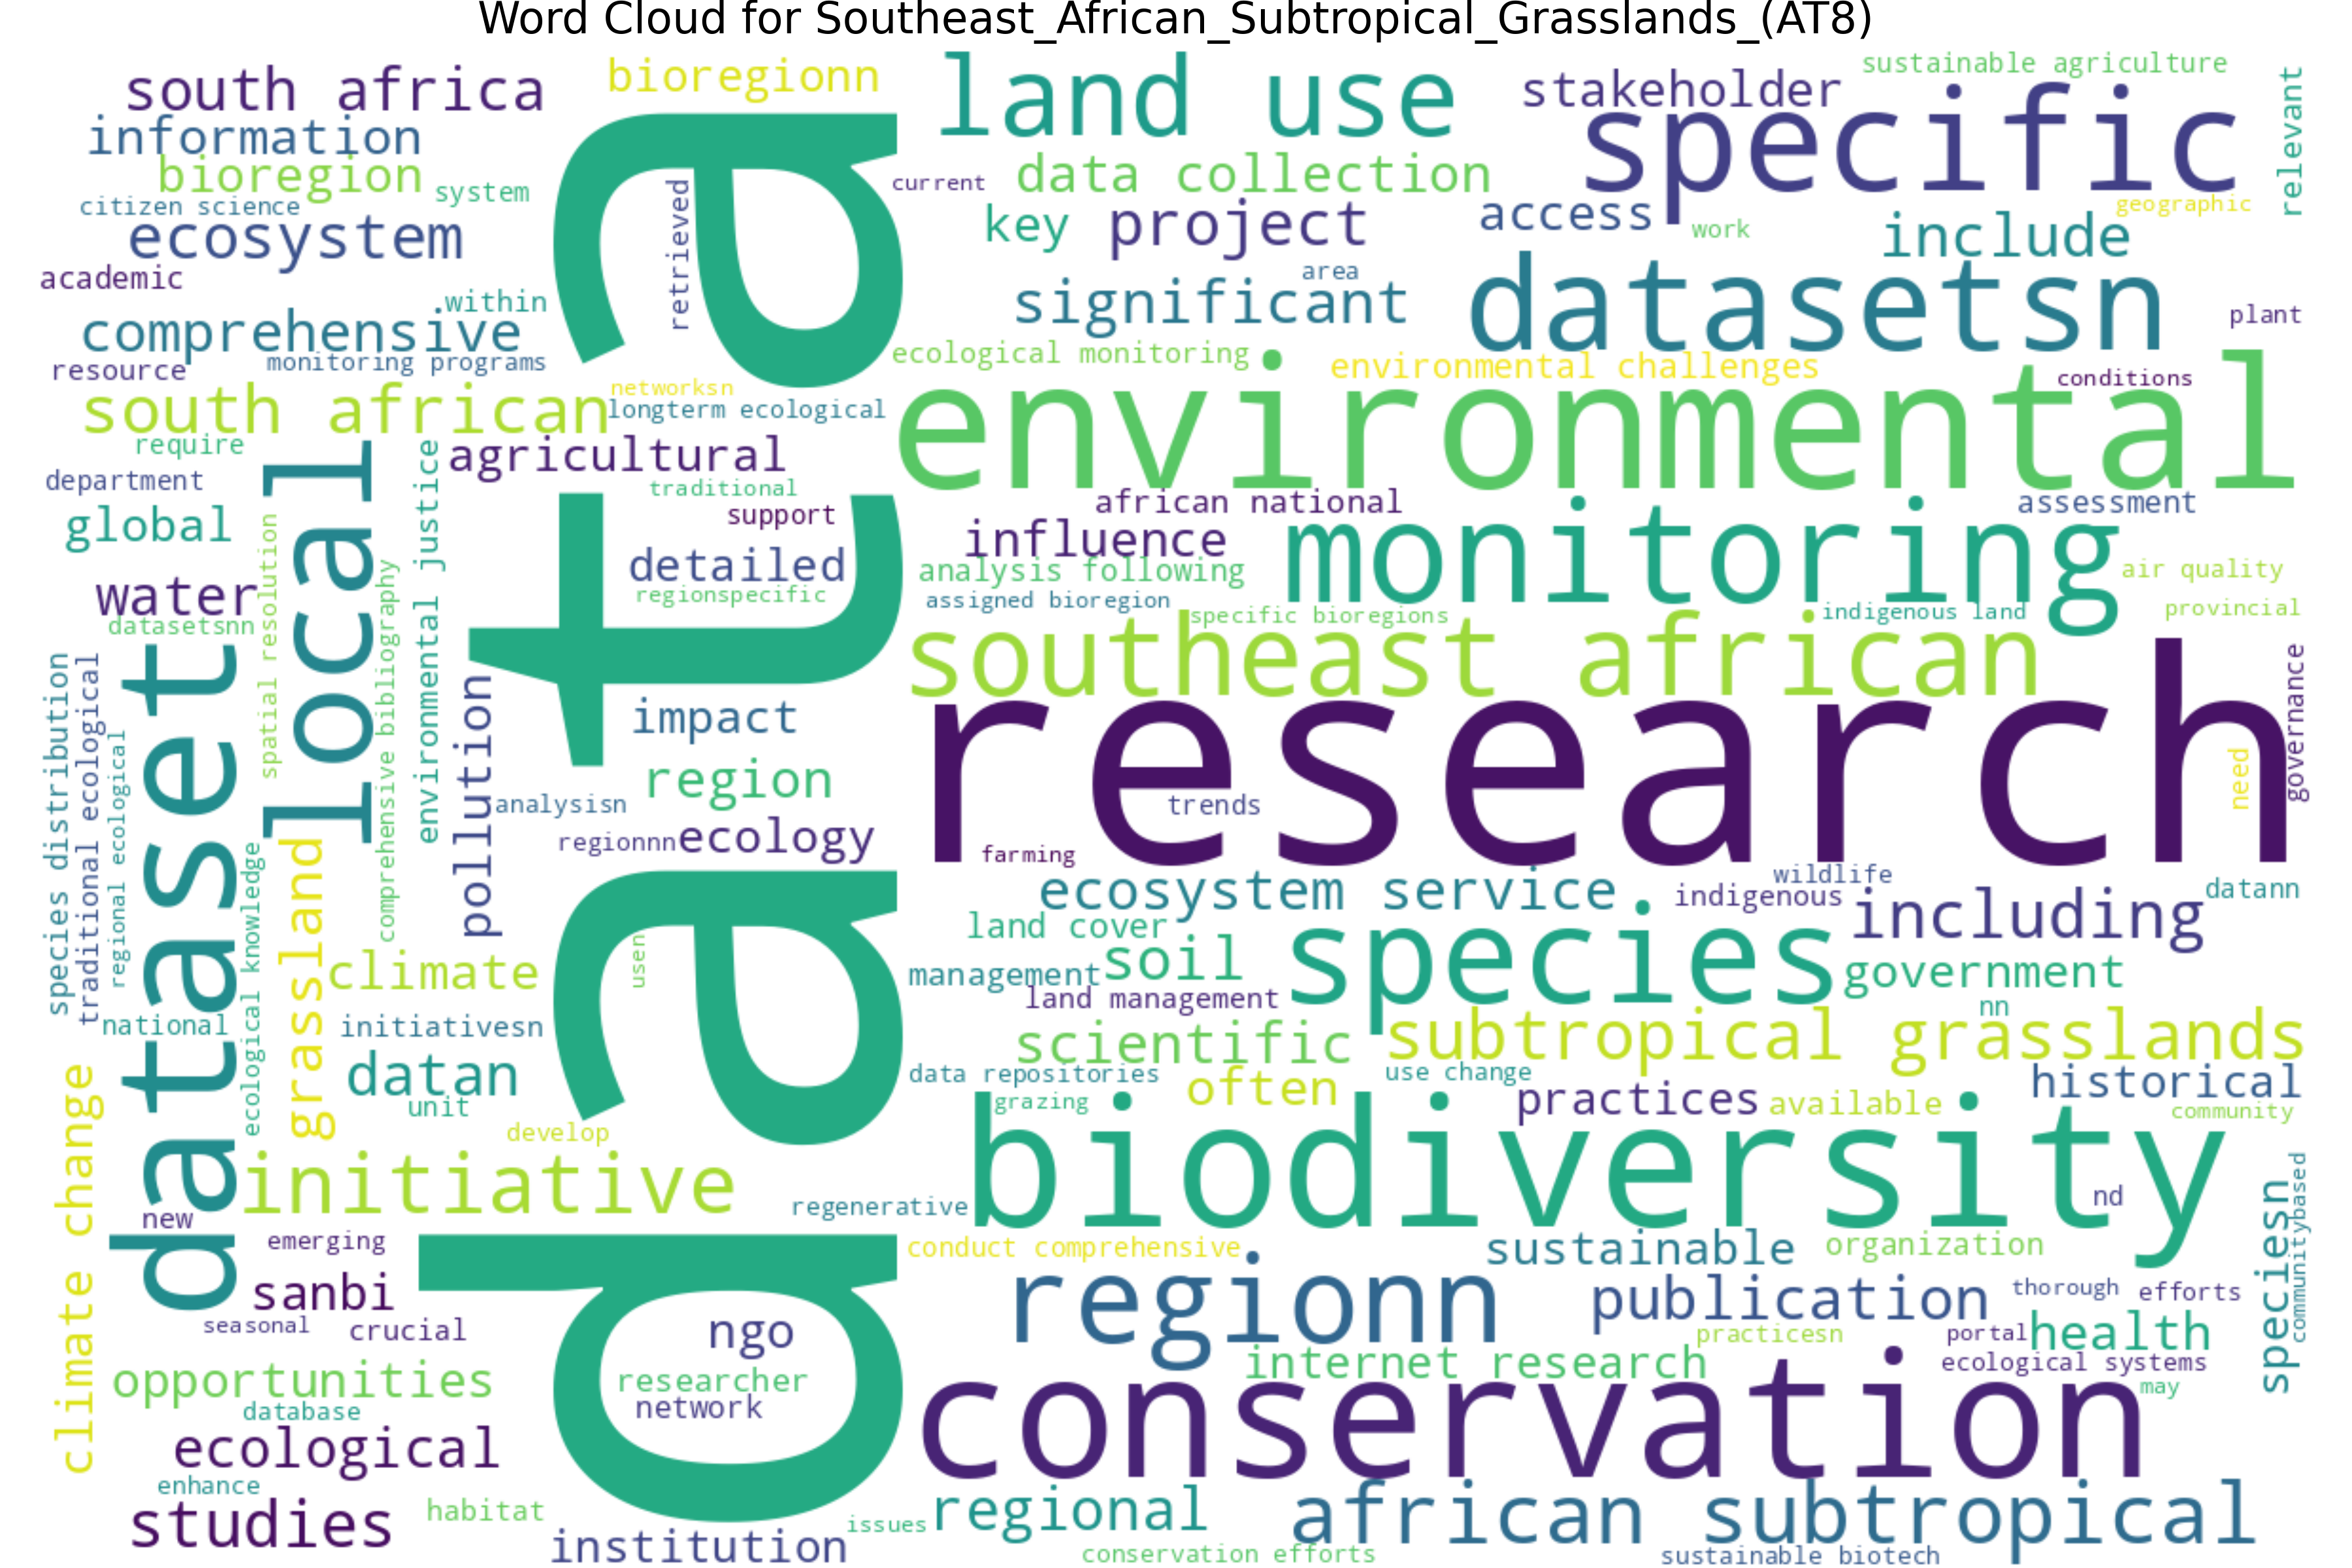 Word Cloud for Southeast_African_Subtropical_Grasslands_(AT8)
south africa
bioregionn
land use
stakeholder
sustainable agriculture
relevant
information
specific
bioregion
system
current
data collection
retrieved
citizen science
key
project
access
work
geographic
ecosystem
include
academic
area
within
significant
datasetsn
plant
comprehensive
resource
monitoring programs
ecological monitoring
environmental challenges
conditions
south african
networksn
longterm ecological
environmental
require
agricultural
department
traditional
african national
assessment
support
global
influence
monitoring
detailed
analysis following
air quality
water
regionspecific
assigned bioregion
specific bioregions
indigenous land
provincial
datasetsnn
spatial resolution
local
comprehensive bibliography
environmental justice
southeast african
governance
species distribution
traditional ecological
regional ecological
dataset
pollution
impact
research
region
need
analysisn
trends
regionnn
ecology
farming
data
ecological knowledge
grassland
wildlife
ecosystem service
indigenous
including
datann
land cover
usen
climate
management
soil
species
government
land management
national
initiativesn
nn
scientific
subtropical grasslands
datan
data repositories
often
use change
historical
unit
grazing
practices
available
community
climate change
develop
biodiversity
initiative
regenerative
nd
new
speciesn
communitybased
emerging
conduct comprehensive
sustainable
organization
sanbi
regionn
publication
thorough
efforts
seasonal
crucial
ngo
practicesn
portal
health
internet research
ecological systems
opportunities
researcher
may
database
network
conservation
ecological
enhance
studies
habitat
institution
issues
regional
african subtropical
conservation efforts
sustainable biotech